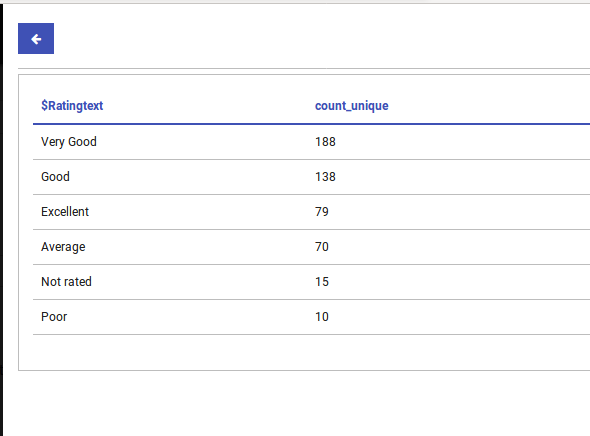 $Ratingtext count_unique
Very Good 188
Good 138
Excellent 79
Average 70
Not rated 15
Poor 10